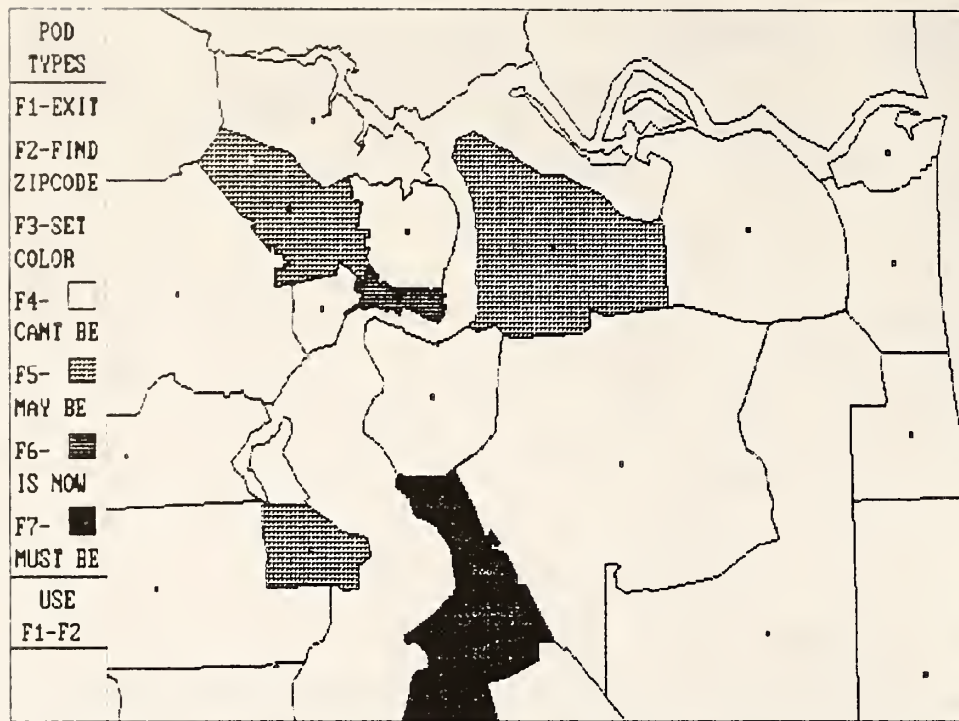 POD
TYPES
F1-EXIT
F2-FIND
ZIPCODE
F3-SET
COLOR
F4-
CANT BE
F5-
MAY BE
F6-
IS NOW
F7-
MUST BE
USE
F1-F2